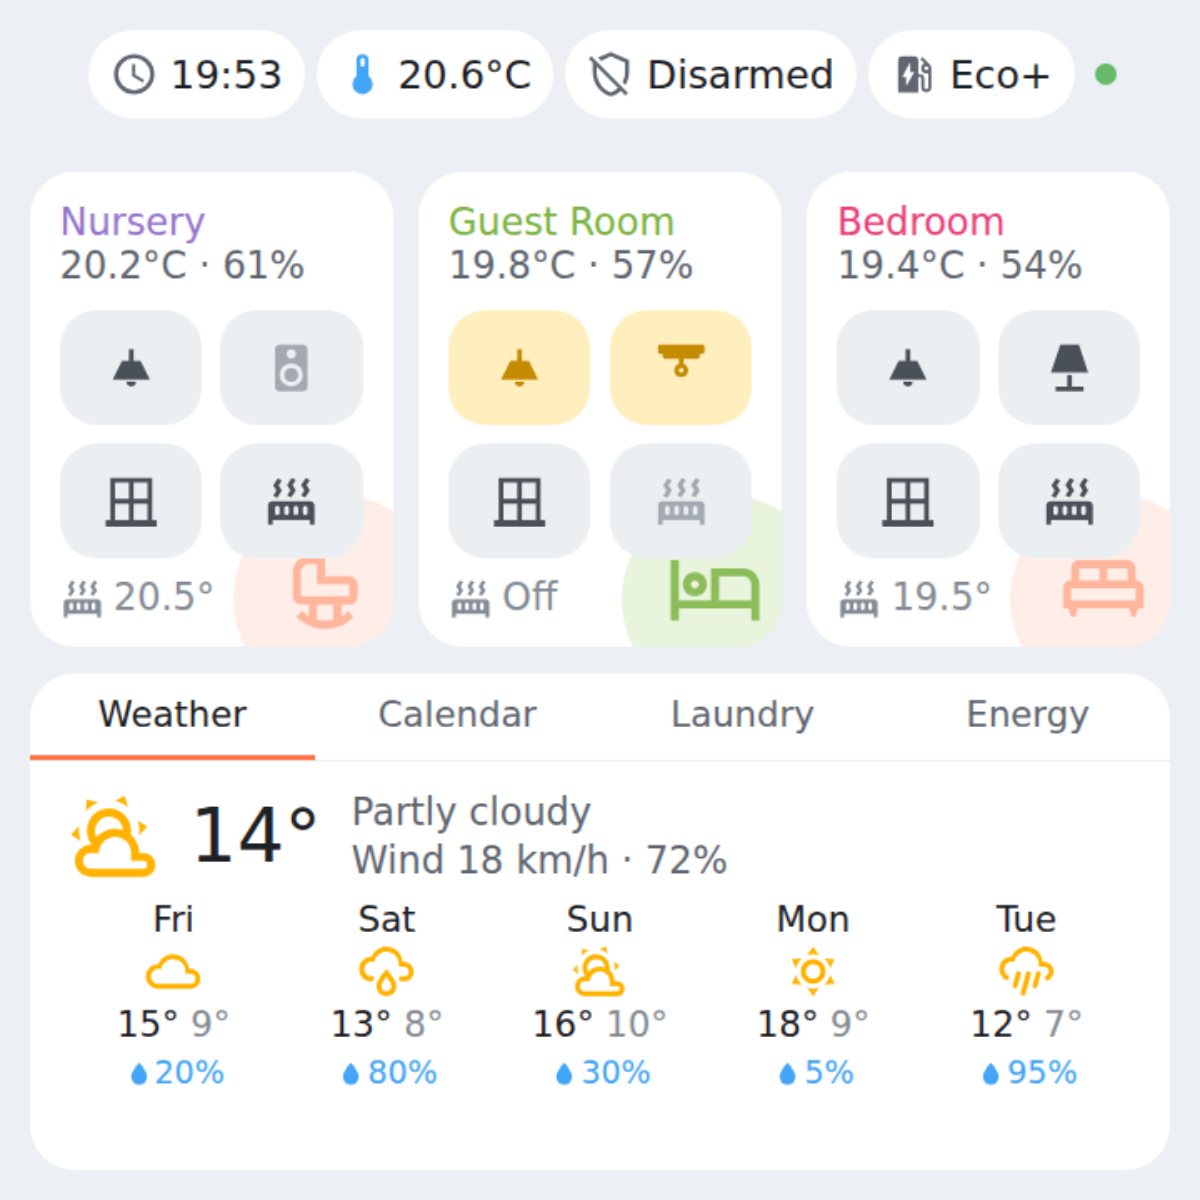 19:53
20.6°C
Disarmed
Eco+
Nursery
20.2°C · 61%
20.5°
Guest Room
19.8°C · 57%
Off
Bedroom
19.4°C · 54%
19.5°
Weather
Calendar
Laundry
Energy
14°
Partly cloudy
Wind 18 km/h · 72%
Fri
15° 9°
20%
Sat
13° 8°
80%
Sun
16° 10°
30%
Mon
18° 9°
5%
Tue
12° 7°
95%